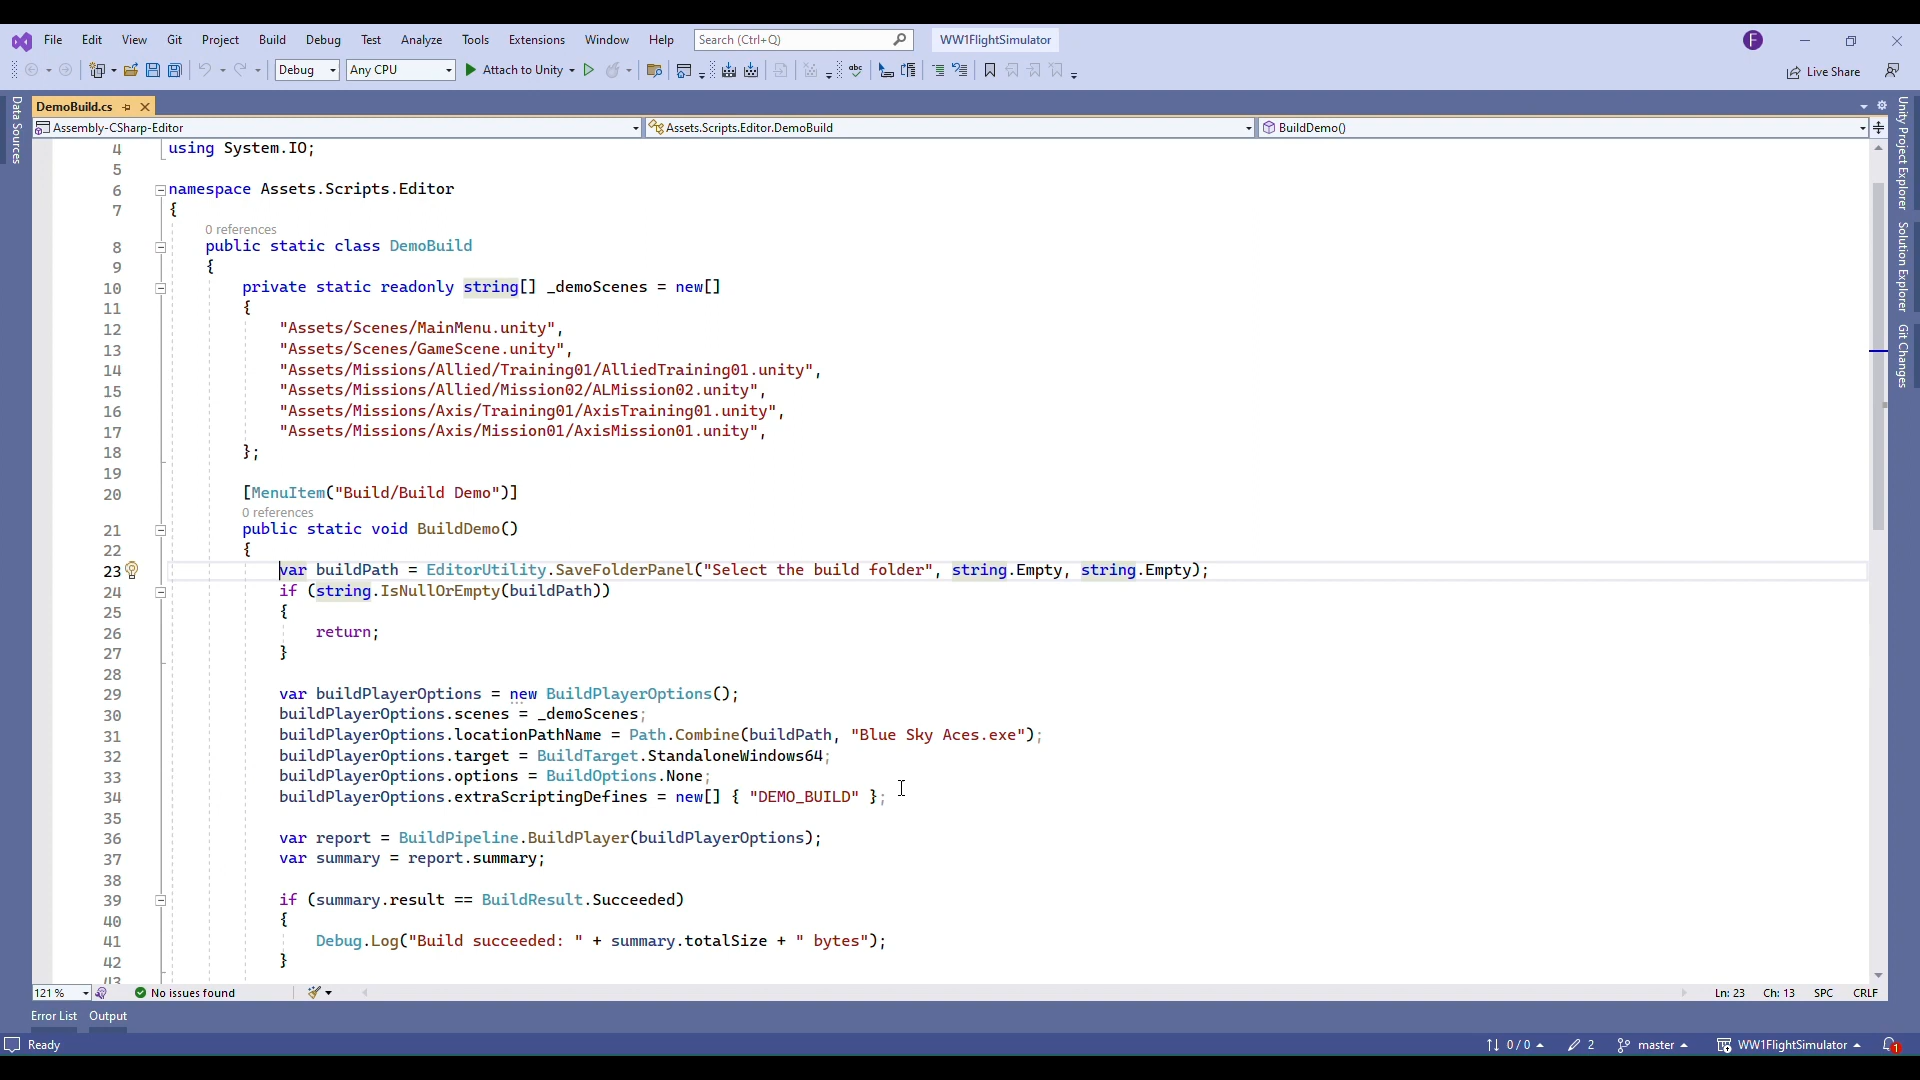 File Edit View Git Project Build Debug Test Analyze Tools Extensions Window Help Search (Ctrl+Q) WW1FlightSimulator F
Debug Any CPU Attach to Unity Live Share
DemoBuild.cs
Assembly-CSharp-Editor Assets.Scripts.Editor.DemoBuild BuildDemo()
Data Sources
Unity Project Explorer
Solution Explorer
Git Changes
4 using System.IO;
5
6 namespace Assets.Scripts.Editor
7 {
0 references
8 public static class DemoBuild
9 {
10 private static readonly string[] _demoScenes = new[]
11 {
12 "Assets/Scenes/MainMenu.unity",
13 "Assets/Scenes/GameScene.unity",
14 "Assets/Missions/Allied/Training01/AlliedTraining01.unity",
15 "Assets/Missions/Allied/Mission02/ALMission02.unity",
16 "Assets/Missions/Axis/Training01/AxisTraining01.unity",
17 "Assets/Missions/Axis/Mission01/AxisMission01.unity",
18 };
19
20 [MenuItem("Build/Build Demo")]
0 references
21 public static void BuildDemo()
22 {
23 var buildPath = EditorUtility.SaveFolderPanel("Select the build folder", string.Empty, string.Empty);
24 if (string.IsNullOrEmpty(buildPath))
25 {
26 return;
27 }
28
29 var buildPlayerOptions = new BuildPlayerOptions();
30 buildPlayerOptions.scenes = _demoScenes;
31 buildPlayerOptions.locationPathName = Path.Combine(buildPath, "Blue Sky Aces.exe");
32 buildPlayerOptions.target = BuildTarget.StandaloneWindows64;
33 buildPlayerOptions.options = BuildOptions.None;
34 buildPlayerOptions.extraScriptingDefines = new[] { "DEMO_BUILD" };
35
36 var report = BuildPipeline.BuildPlayer(buildPlayerOptions);
37 var summary = report.summary;
38
39 if (summary.result == BuildResult.Succeeded)
40 {
41 Debug.Log("Build succeeded: " + summary.totalSize + " bytes");
42 }
43
121 % No issues found Ln: 23 Ch: 13 SPC CRLF
Error List Output
Ready 0 / 0 2 master WW1FlightSimulator 1